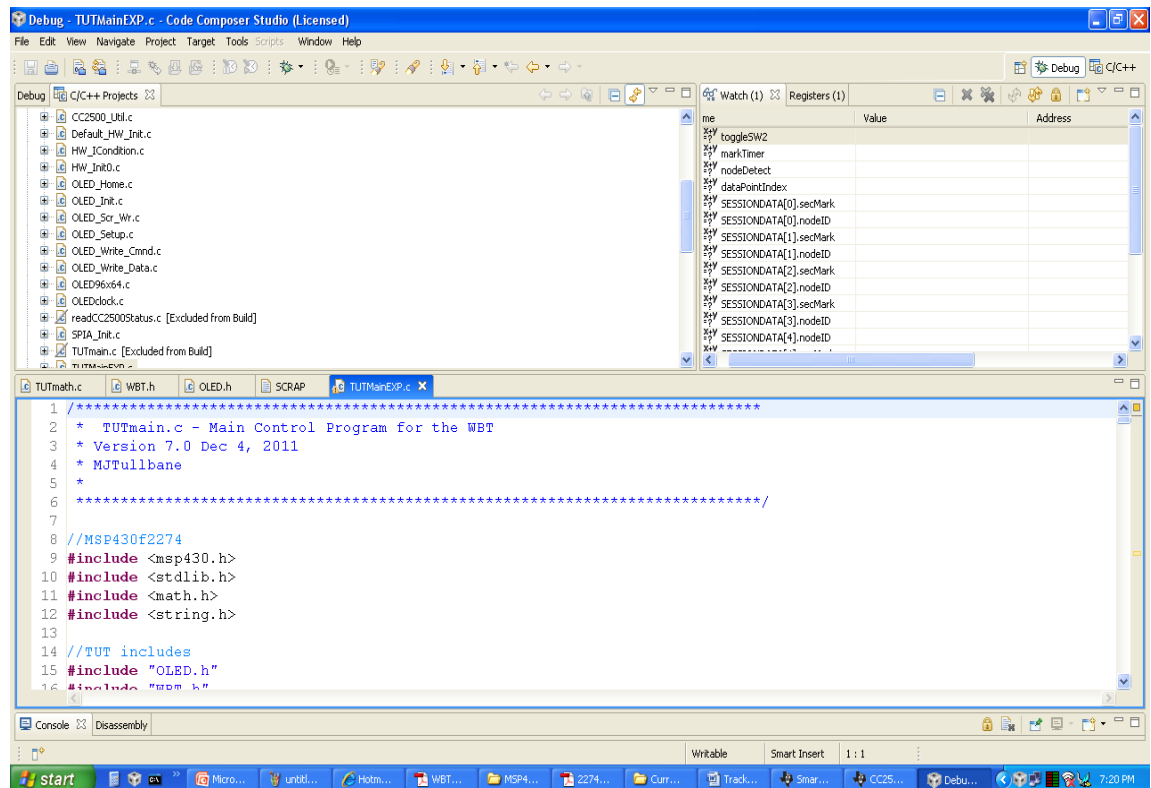 Debug - TUTMainEXP.c - Code Composer Studio (Licensed)
File Edit View Navigate Project Target Tools Scripts Window Help
Debug C/C++
Debug C/C++ Projects
CC2500_Util.c
Default_HW_Init.c
HW_ICondition.c
HW_Init0.c
OLED_Home.c
OLED_Init.c
OLED_Scr_Wr.c
OLED_Setup.c
OLED_Write_Cmnd.c
OLED_Write_Data.c
OLED96x64.c
OLEDclock.c
readCC2500Status.c [Excluded from Build]
SPIA_Init.c
TUTmain.c [Excluded from Build]
TUTMainEXP.c
Watch (1) Registers (1)
me Value Address
toggleSW2
markTimer
nodeDetect
dataPointIndex
SESSIONDATA[0].secMark
SESSIONDATA[0].nodeID
SESSIONDATA[1].secMark
SESSIONDATA[1].nodeID
SESSIONDATA[2].secMark
SESSIONDATA[2].nodeID
SESSIONDATA[3].secMark
SESSIONDATA[3].nodeID
SESSIONDATA[4].nodeID
TUTmath.c WBT.h OLED.h SCRAP TUTMainEXP.c
1 /*****************************************************************************
2 * TUTmain.c - Main Control Program for the WBT
3 * Version 7.0 Dec 4, 2011
4 * MJTullbane
5 *
6 *****************************************************************************/
7
8 //MSP430f2274
9 #include <msp430.h>
10 #include <stdlib.h>
11 #include <math.h>
12 #include <string.h>
13
14 //TUT includes
15 #include "OLED.h"
16 #include "WBT.h"
Console Disassembly
Writable Smart Insert 1 : 1
start Micro... untitl... Hotm... WBT... MSP4... 2274... Curr... Track... Smar... CC25... Debu... 7:20 PM